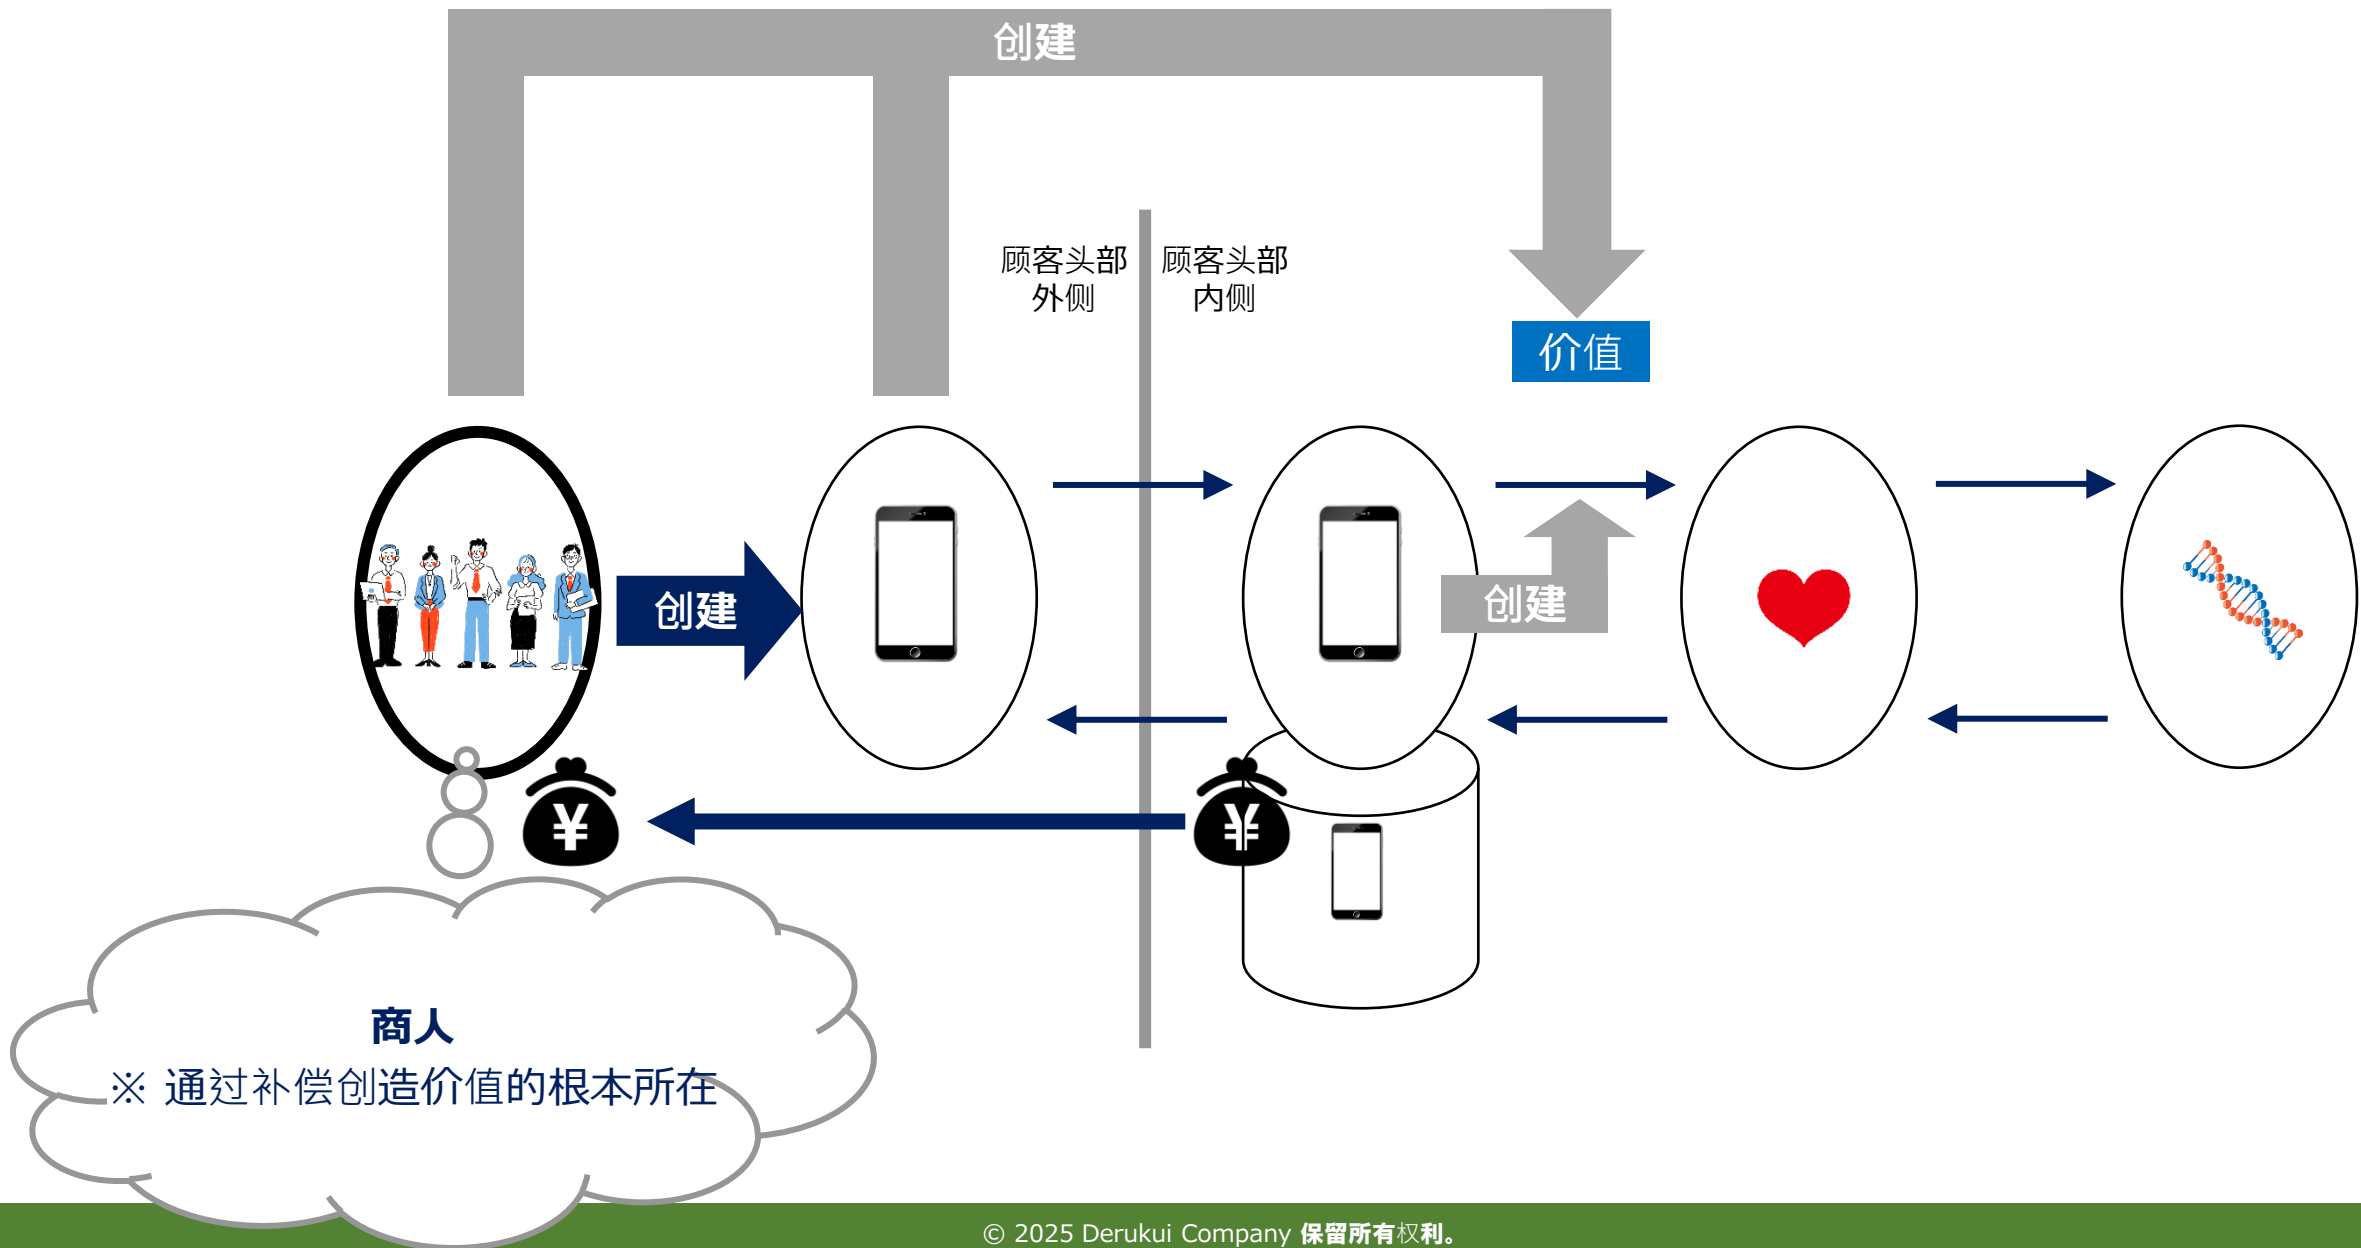 创建
顾客头部
外侧
顾客头部
内侧
价值
创建
创建
¥
¥
商人
※ 通过补偿创造价值的根本所在
© 2025 Derukui Company 保留所有权利。